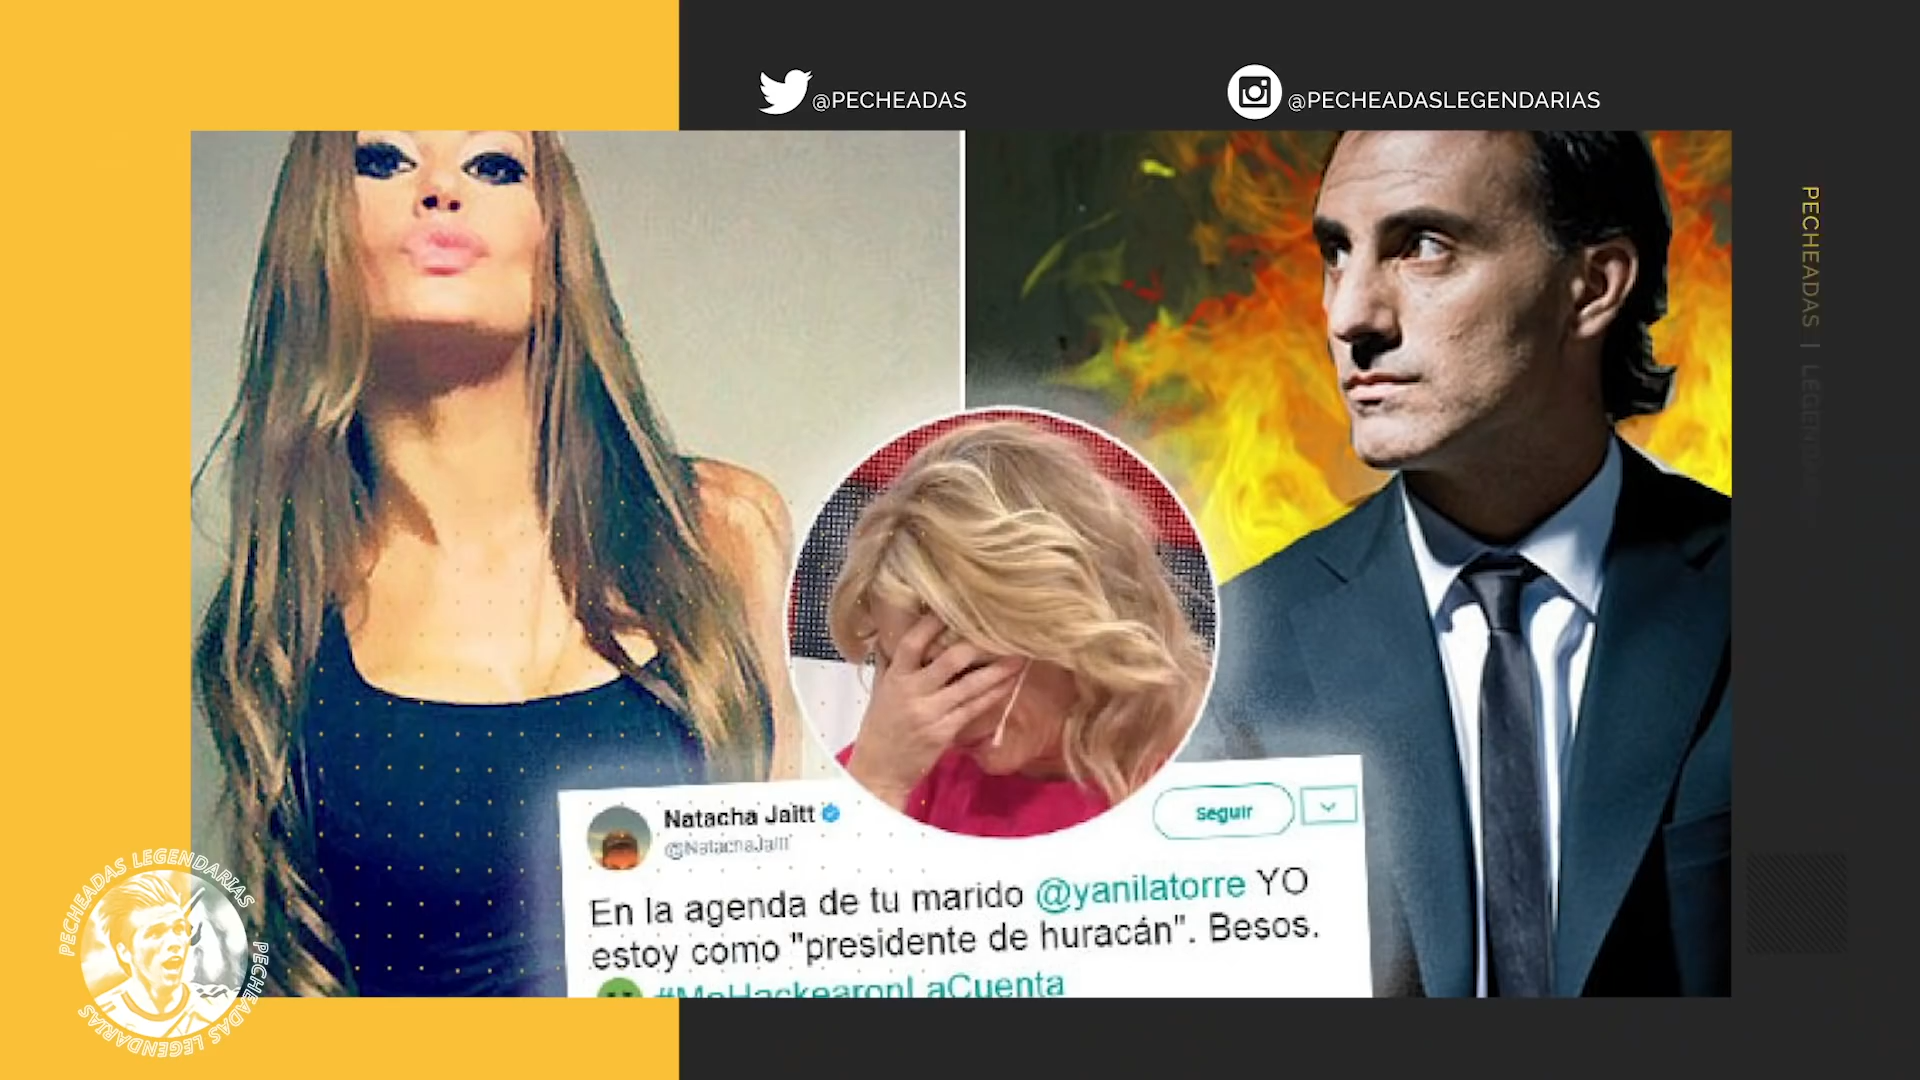 @PECHEADAS
@PECHEADASLEGENDARIAS
PECHEADAS |
Natacha Jaitt
@NatachaJaitt
Seguir
En la agenda de tu marido @yanilatorre YO
estoy como "presidente de huracán". Besos.
#MeHackearonLaCuenta
PECHEADAS LEGENDARIAS
PECHEADAS LEGENDARIAS